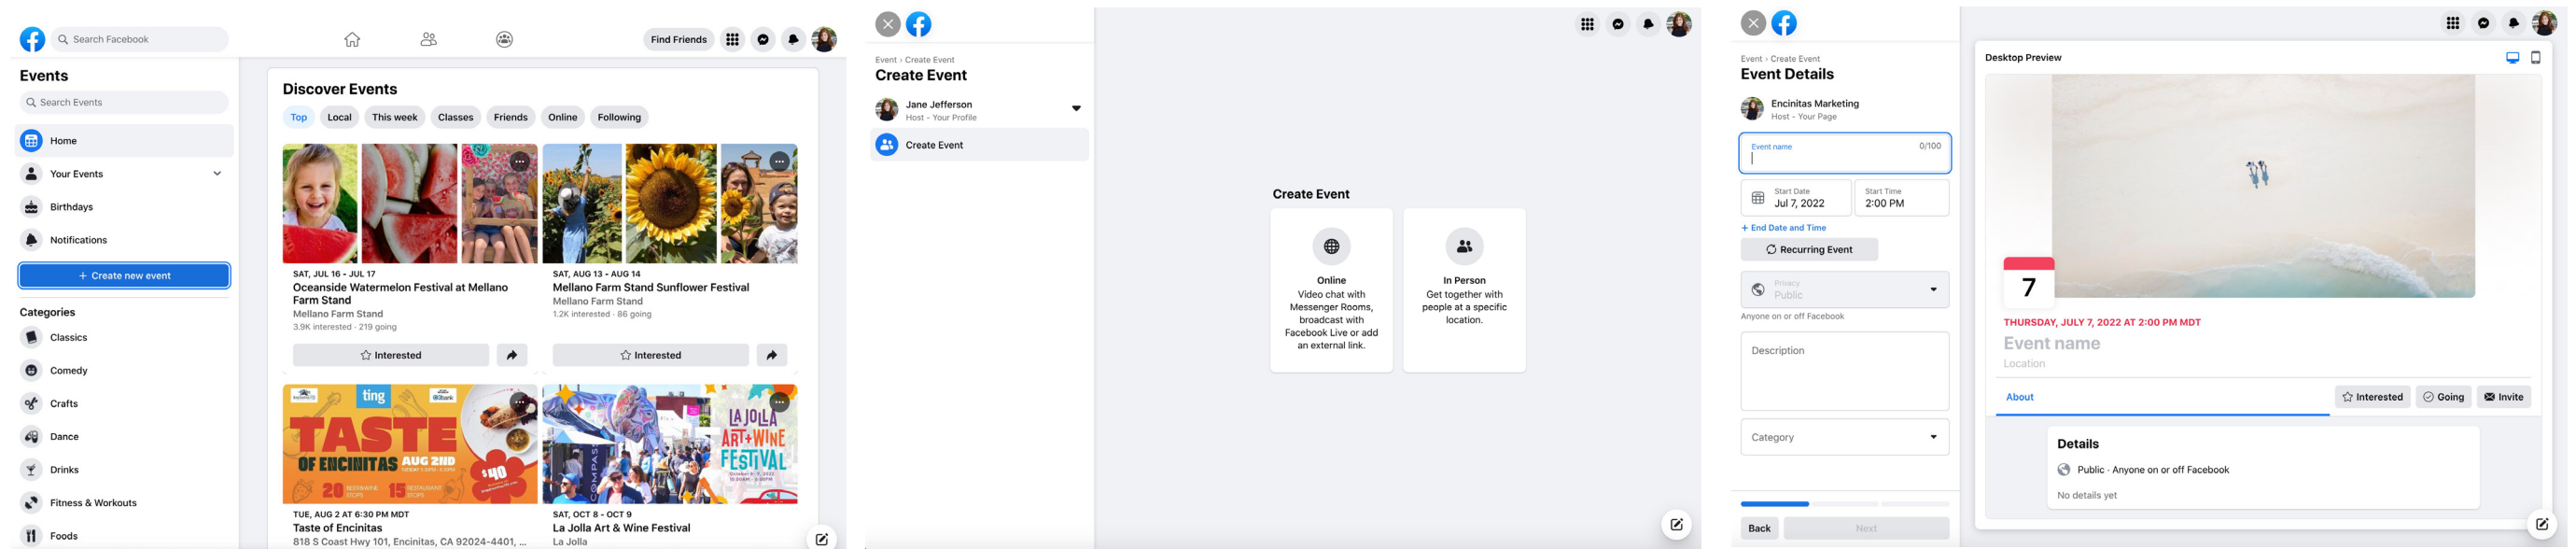 Search Facebook
Find Friends
Events
Search Events
Home
Your Events
Birthdays
Notifications
+ Create new event
Categories
Classics
Comedy
Crafts
Dance
Drinks
Fitness & Workouts
Foods
Discover Events
Top
Local
This week
Classes
Friends
Online
Following
SAT, JUL 16 - JUL 17
Oceanside Watermelon Festival at Mellano
Farm Stand
Mellano Farm Stand
3.9K interested · 219 going
Interested
SAT, AUG 13 - AUG 14
Mellano Farm Stand Sunflower Festival
Mellano Farm Stand
1.2K interested · 86 going
Interested
ting
TASTE
OF ENCINITAS AUG 2ND
$40
20
15
TUE, AUG 2 AT 6:30 PM MDT
Taste of Encinitas
818 S Coast Hwy 101, Encinitas, CA 92024-4401, ...
COMPASS
LA JOLLA
ART+WINE
FESTIVAL
SAT, OCT 8 - OCT 9
La Jolla Art & Wine Festival
La Jolla
Event › Create Event
Create Event
Jane Jefferson
Host - Your Profile
Create Event
Create Event
Online
Video chat with
Messenger Rooms,
broadcast with
Facebook Live or add
an external link.
In Person
Get together with
people at a specific
location.
Event › Create Event
Event Details
Encinitas Marketing
Host - Your Page
Event name
0/100
Start Date
Jul 7, 2022
Start Time
2:00 PM
+ End Date and Time
Recurring Event
Privacy
Public
Anyone on or off Facebook
Description
Category
Back
Next
Desktop Preview
7
THURSDAY, JULY 7, 2022 AT 2:00 PM MDT
Event name
Location
About
Interested
Going
Invite
Details
Public · Anyone on or off Facebook
No details yet